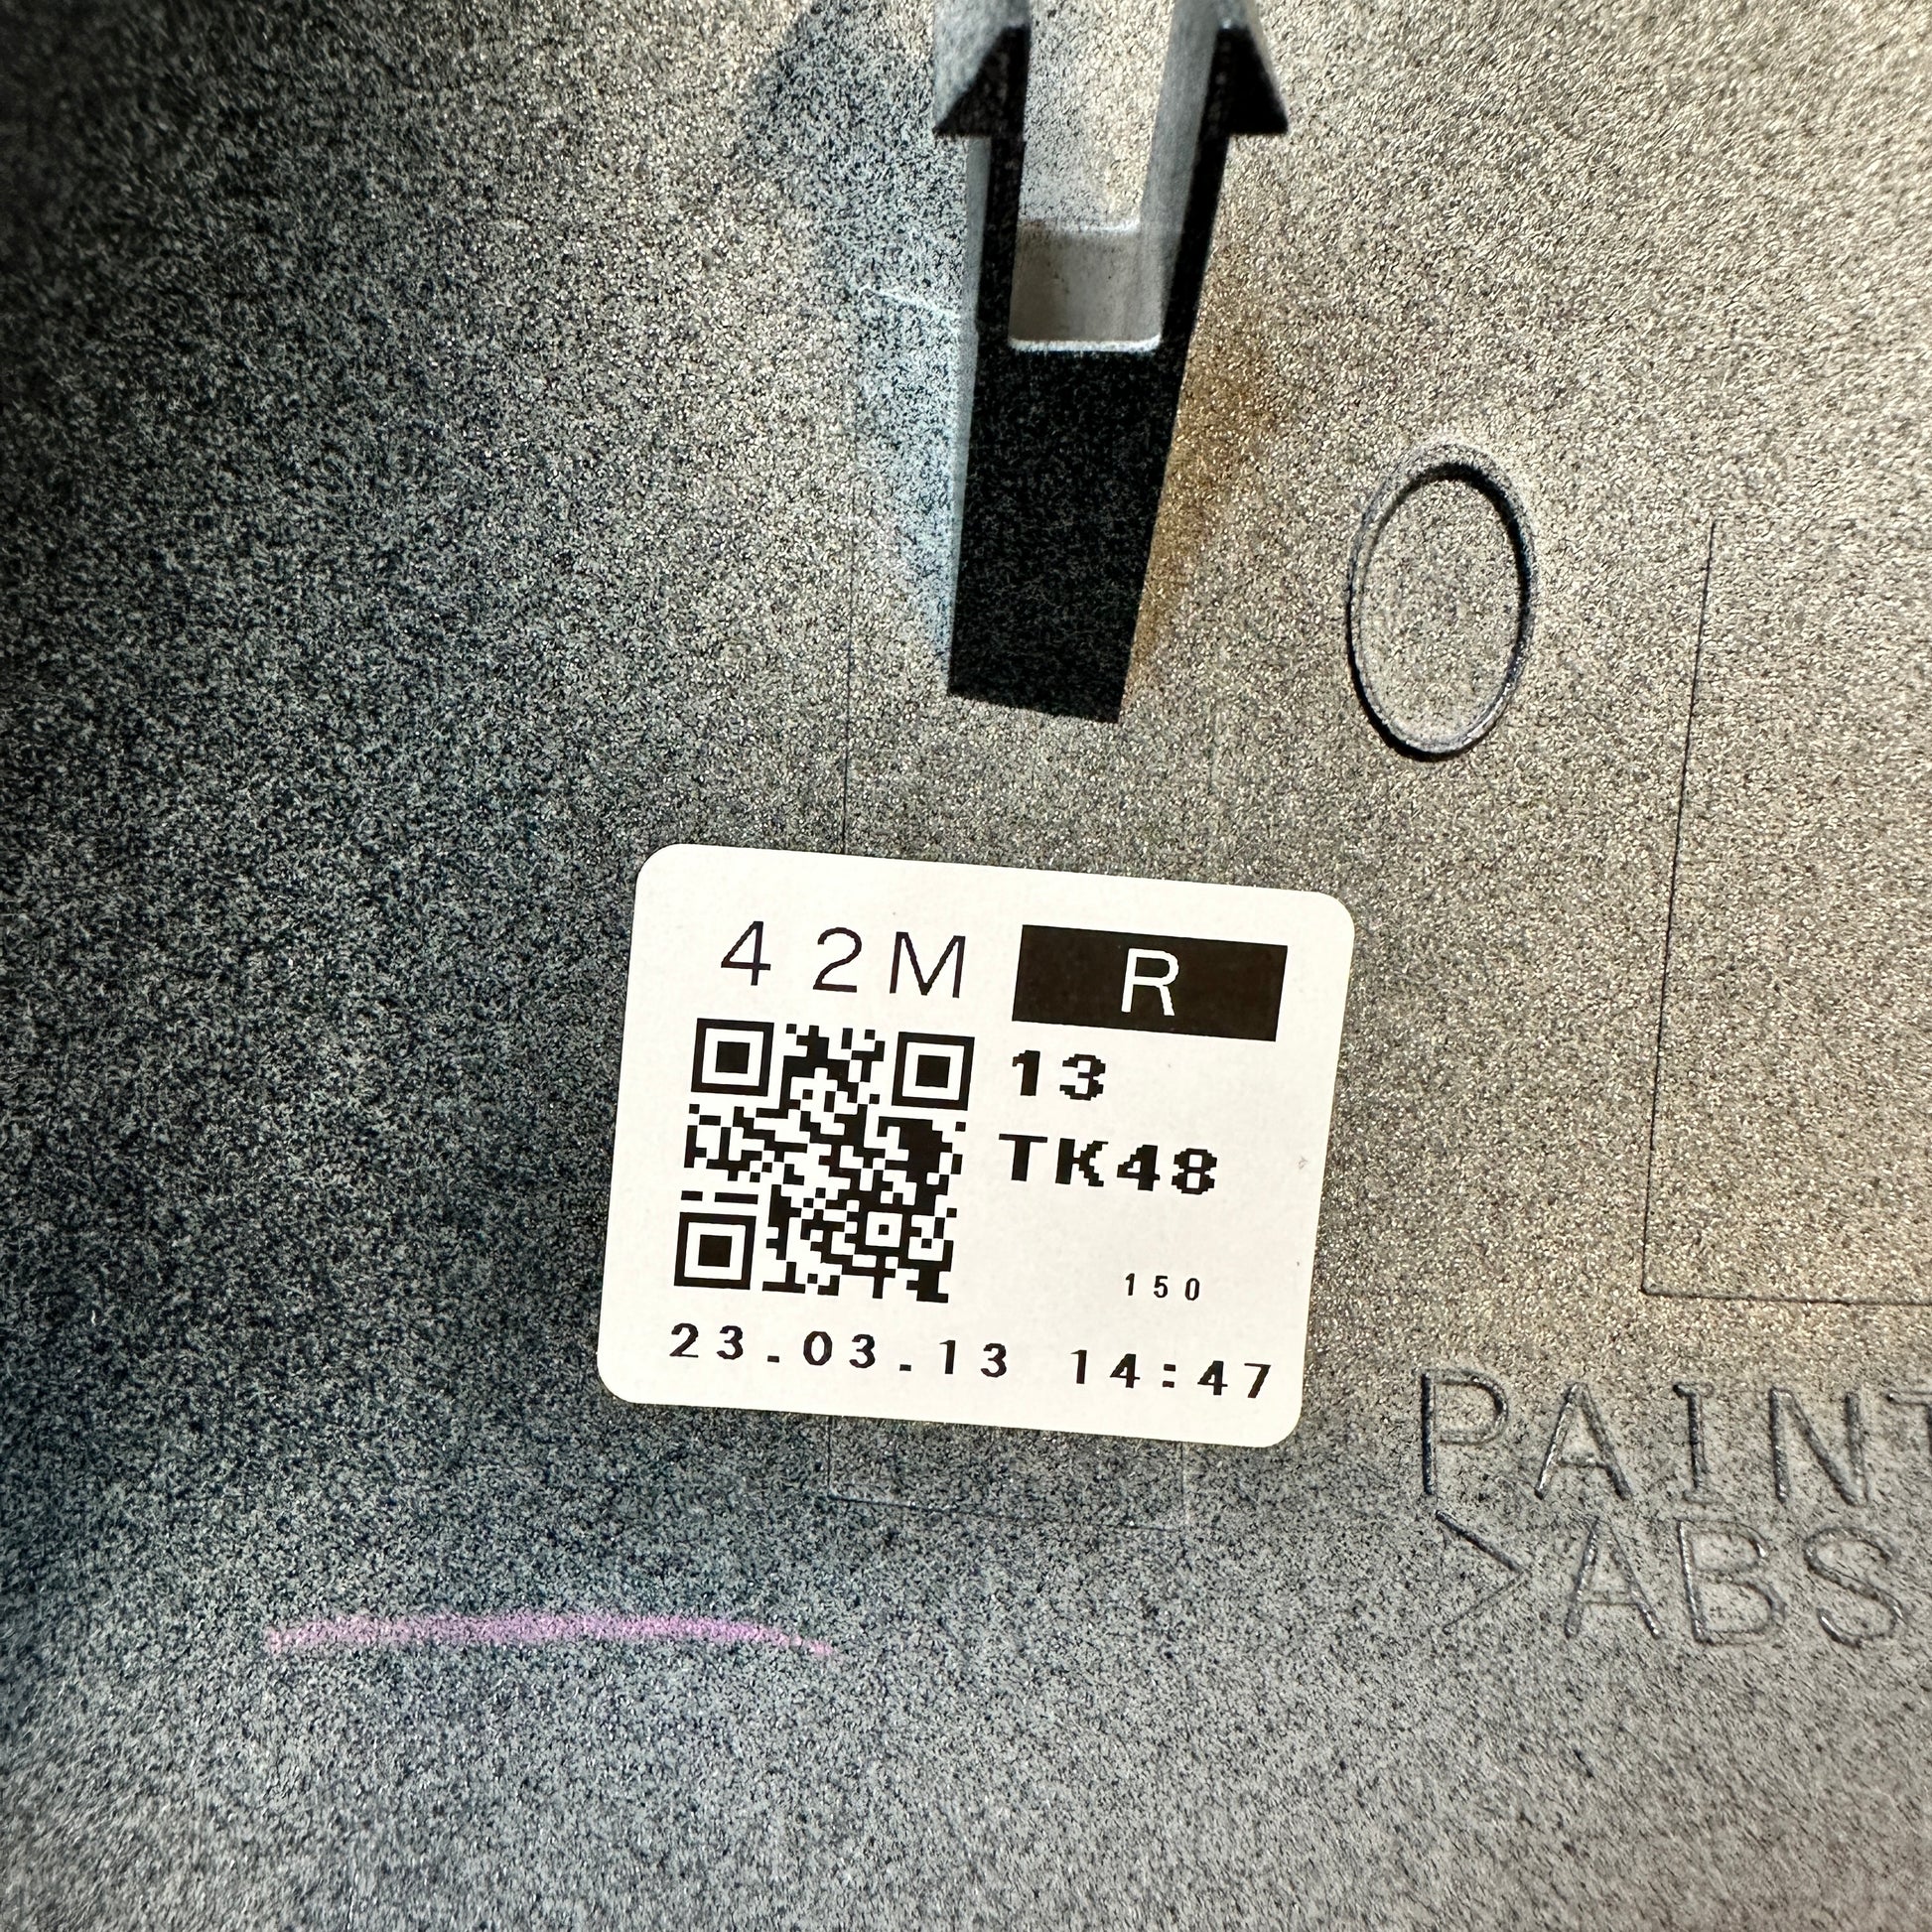 42M R
13
TK48
150
23.03.13 14:47
PAINT
>ABS